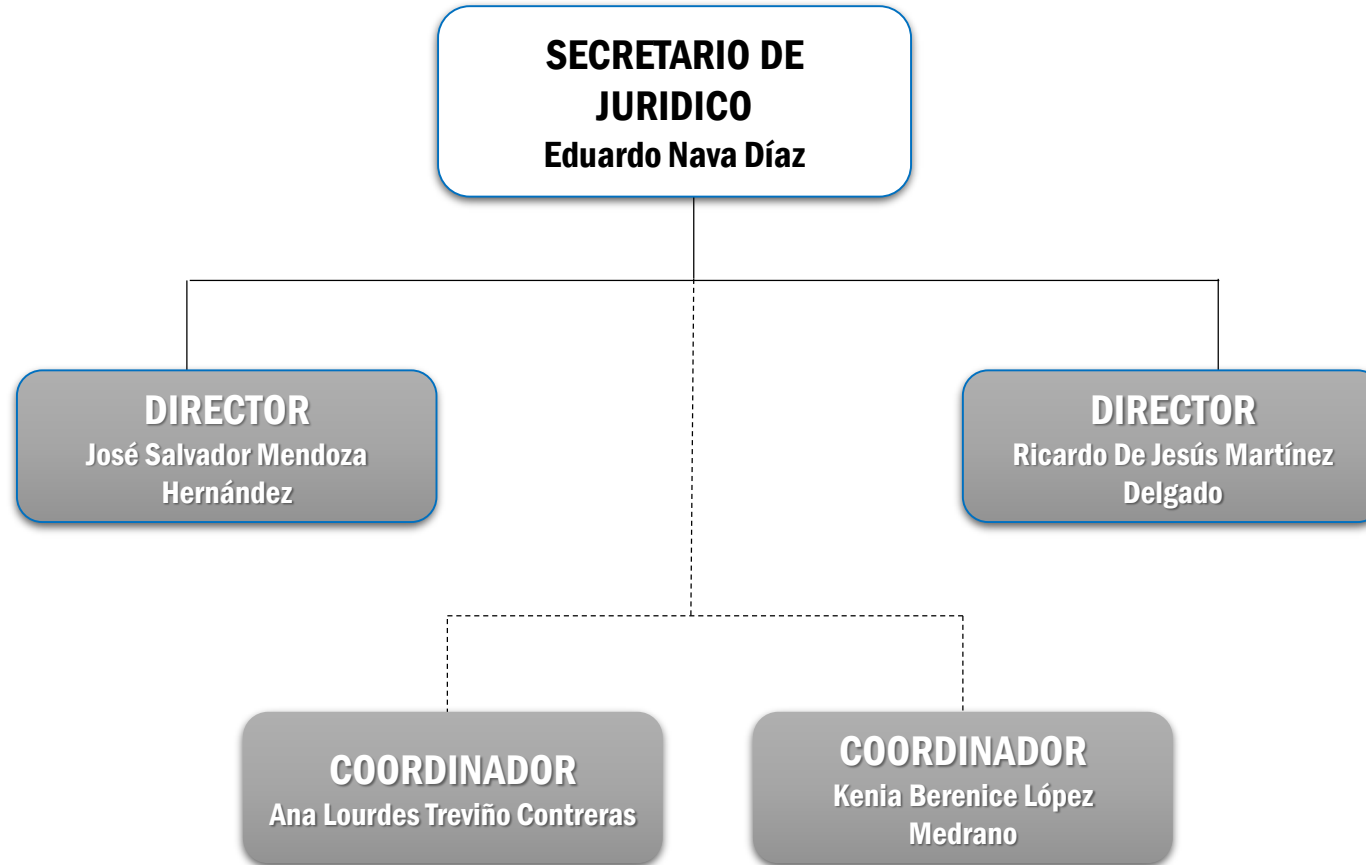 SECRETARIO DE
JURIDICO
Eduardo Nava Díaz
DIRECTOR
José Salvador Mendoza
Hernández
DIRECTOR
Ricardo De Jesús Martínez
Delgado
COORDINADOR
Ana Lourdes Treviño Contreras
COORDINADOR
Kenia Berenice López
Medrano